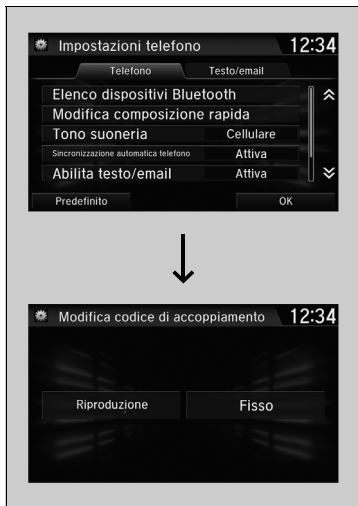 Impostazioni telefono 12:34
Telefono Testo/email
Elenco dispositivi Bluetooth
Modifica composizione rapida
Tono suoneria Cellulare
Sincronizzazione automatica telefono Attiva
Abilita testo/email Attiva
Predefinito OK
Modifica codice di accoppiamento 12:34
Riproduzione Fisso